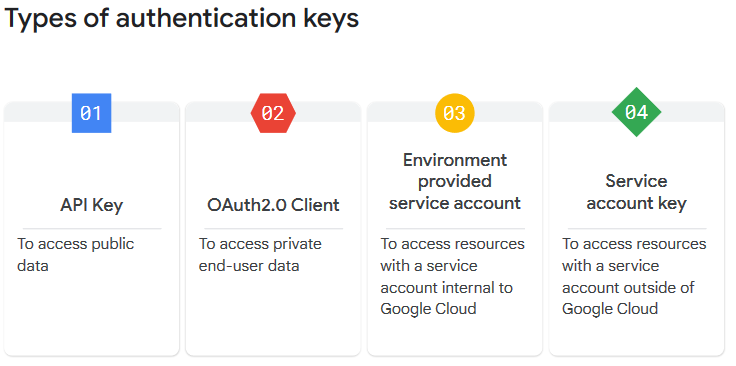 Types of authentication keys
01
API Key
To access public
data
02
OAuth2.0 Client
To access private
end-user data
03
Environment
provided
service account
To access resources
with a service
account internal to
Google Cloud
04
Service
account key
To access resources
with a service
account outside of
Google Cloud